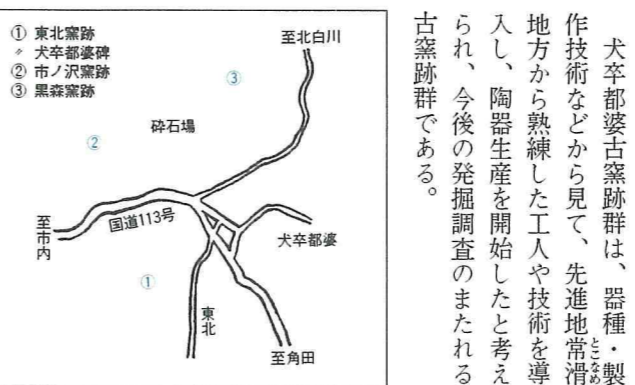 犬卒都婆古窯跡群は、器種・製
作技術などから見て、先進地常滑
とこなめ
地方から熟練した工人や技術を導
入し、陶器生産を開始したと考え
られ、今後の発掘調査のまたれる
古窯跡群である。
① 東北窯跡
〃 犬卒都婆碑
② 市ノ沢窯跡
③ 黒森窯跡
至北白川
③
砕石場
②
国道113号
至市内
犬卒都婆
①
東北
至角田